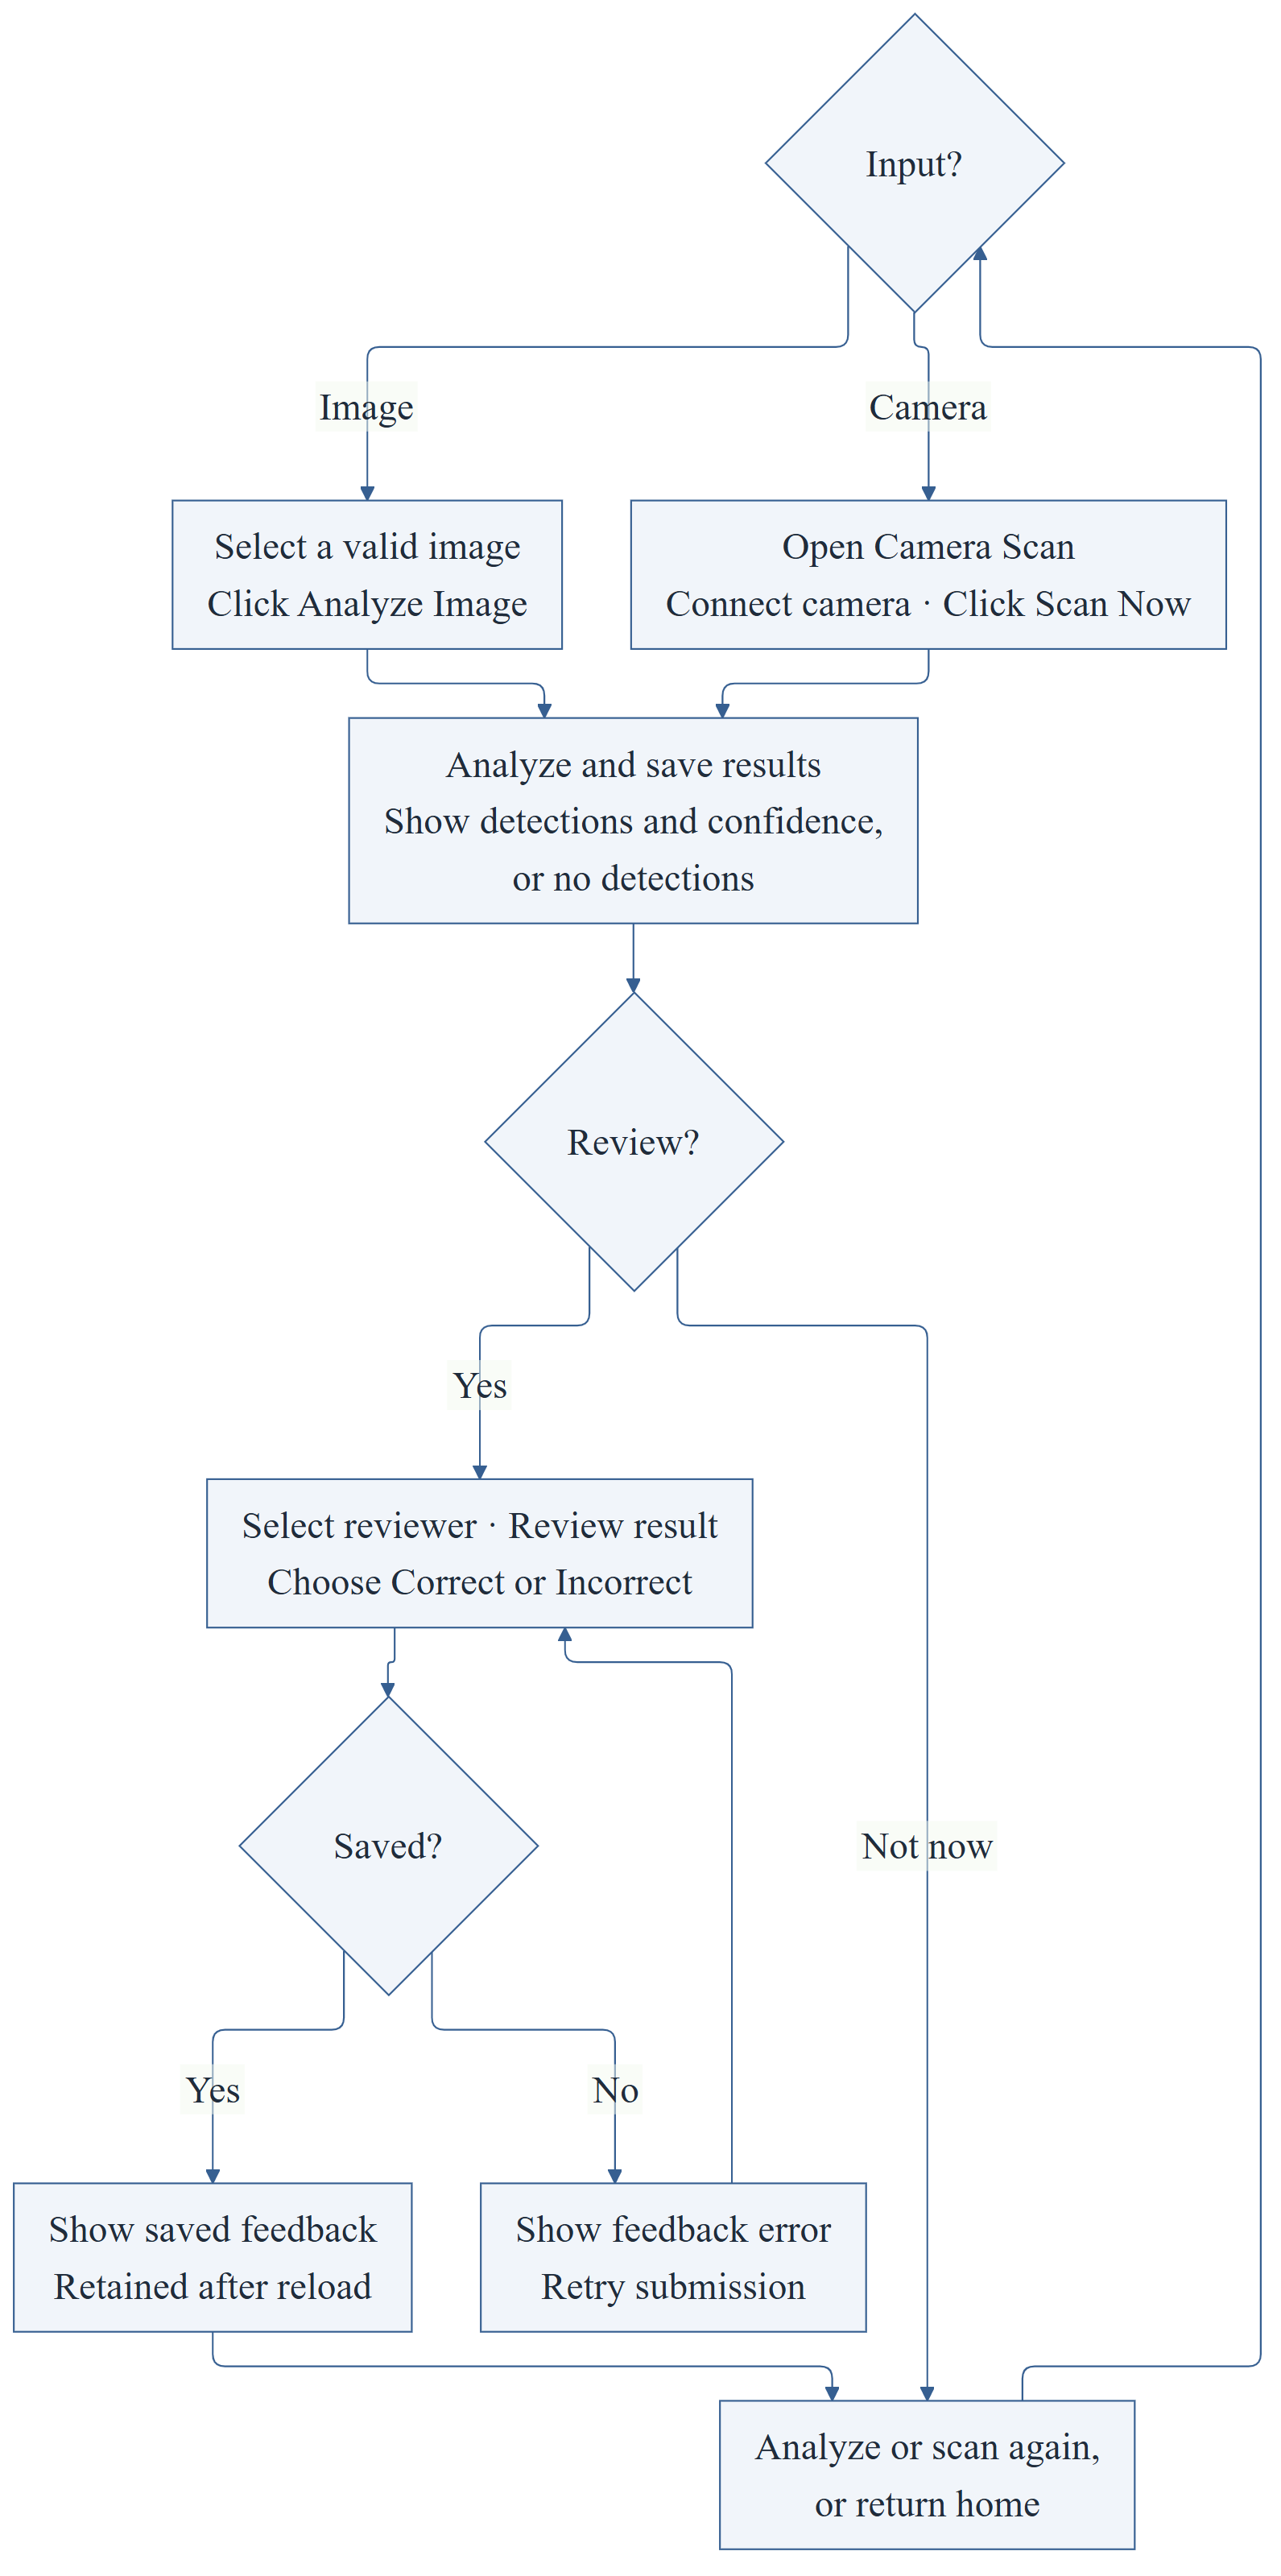 Input?
Image
Camera
Select a valid image
Click Analyze Image
Open Camera Scan
Connect camera · Click Scan Now
Analyze and save results
Show detections and confidence,
or no detections
Review?
Yes
Select reviewer · Review result
Choose Correct or Incorrect
Saved?
Not now
Yes
No
Show saved feedback
Retained after reload
Show feedback error
Retry submission
Analyze or scan again,
or return home